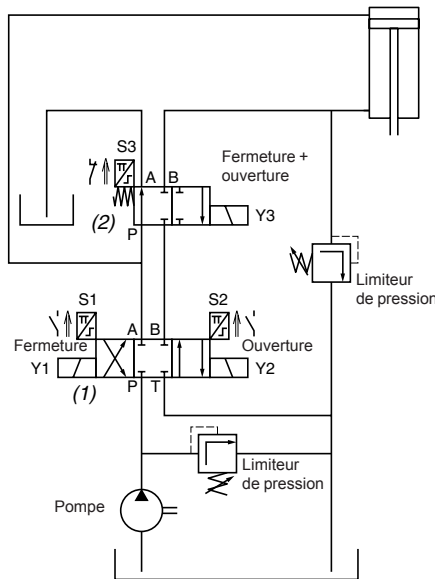 S3
A B
Fermeture +
ouverture
(2)
P
Y3
Limiteur
de pression
S1
S2
A B
Fermeture
Ouverture
Y1
Y2
(1)
P T
Limiteur
de pression
Pompe